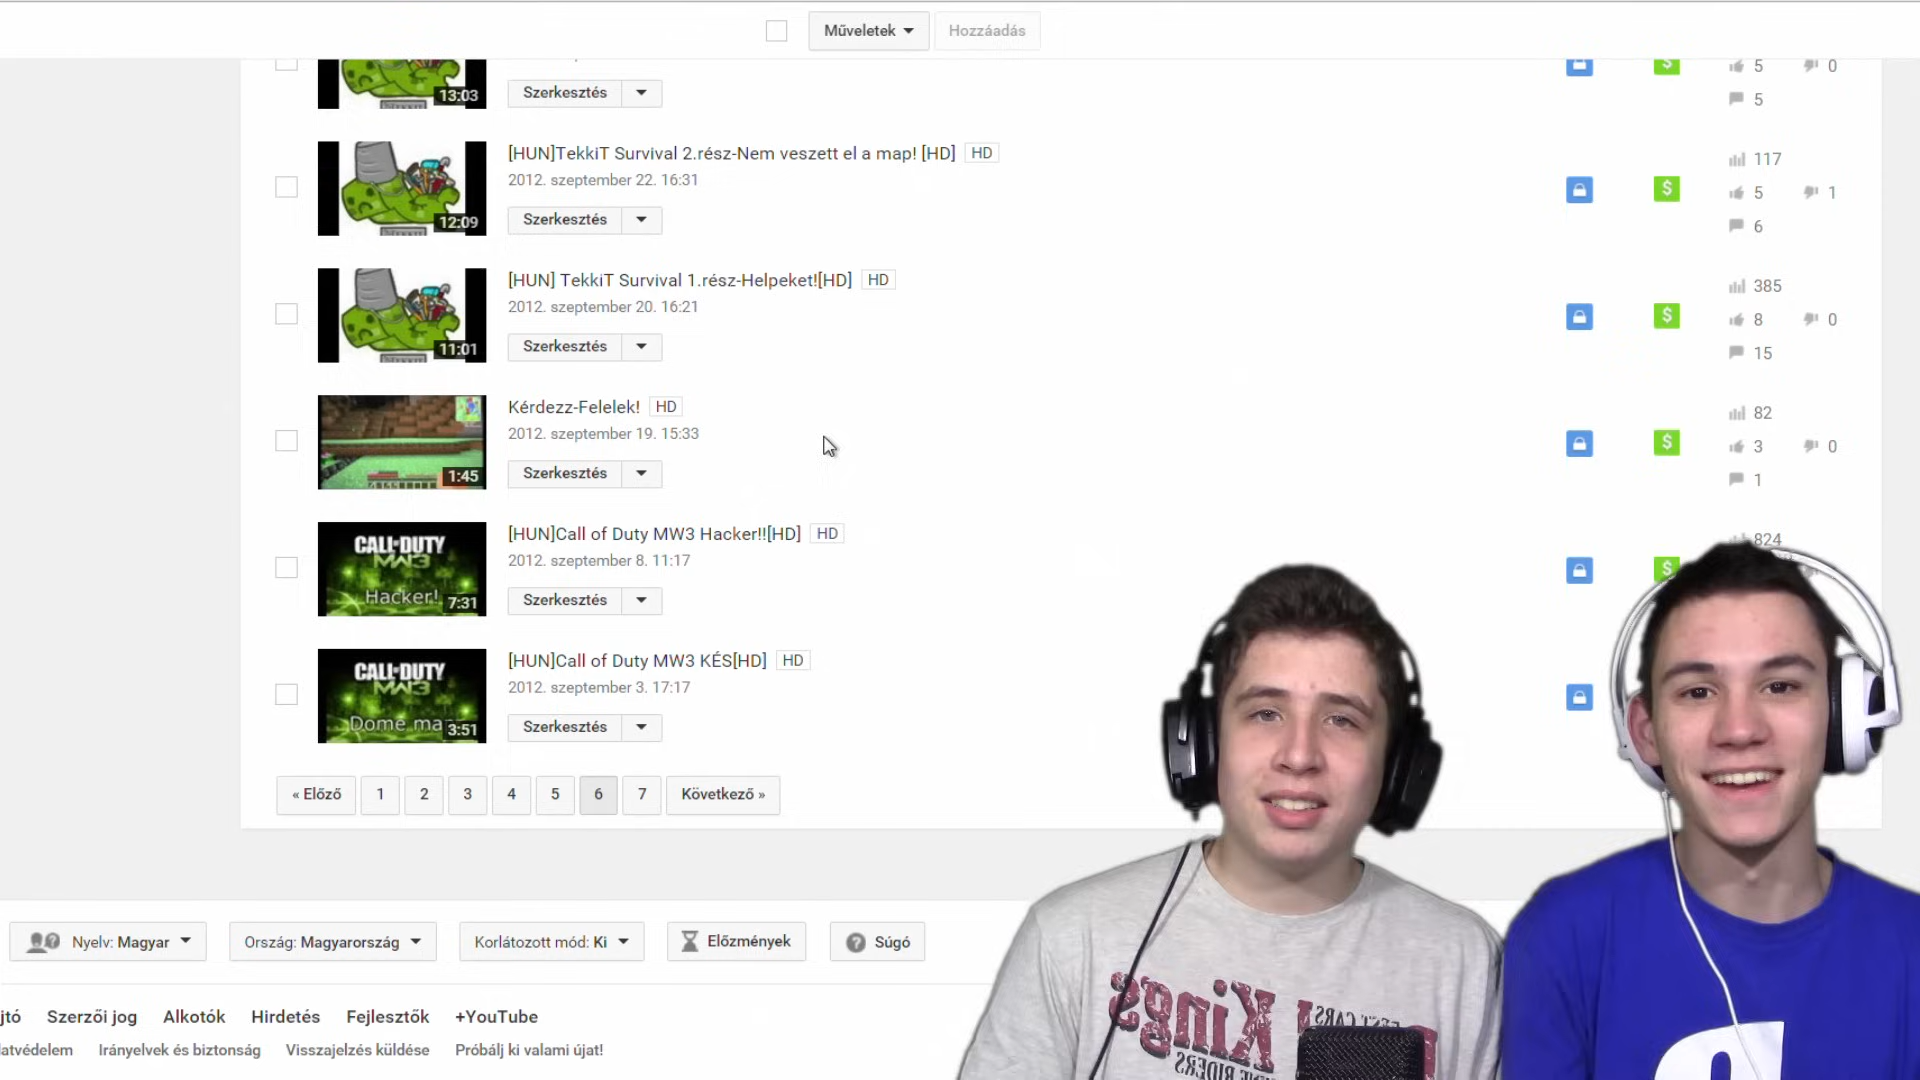 Műveletek
Hozzáadás
13:03
Szerkesztés
5
0
5
[HUN]TekkiT Survival 2.rész-Nem veszett el a map! [HD]
HD
2012. szeptember 22. 16:31
12:09
Szerkesztés
117
5
1
6
[HUN] TekkiT Survival 1.rész-Helpeket![HD]
HD
2012. szeptember 20. 16:21
11:01
Szerkesztés
385
8
0
15
Kérdezz-Felelek!
HD
2012. szeptember 19. 15:33
1:45
Szerkesztés
82
3
0
1
CALL·DUTY
MW3
Hacker!
7:31
[HUN]Call of Duty MW3 Hacker!![HD]
HD
2012. szeptember 8. 11:17
Szerkesztés
824
CALL·DUTY
MW3
Dome ma
3:51
[HUN]Call of Duty MW3 KÉS[HD]
HD
2012. szeptember 3. 17:17
Szerkesztés
« Előző 1 2 3 4 5 6 7 Következő »
Nyelv: Magyar
Ország: Magyarország
Korlátozott mód: Ki
Előzmények
Súgó
jtó Szerzői jog Alkotók Hirdetés Fejlesztők +YouTube
atvédelem Irányelvek és biztonság Visszajelzés küldése Próbálj ki valami újat!
Kings